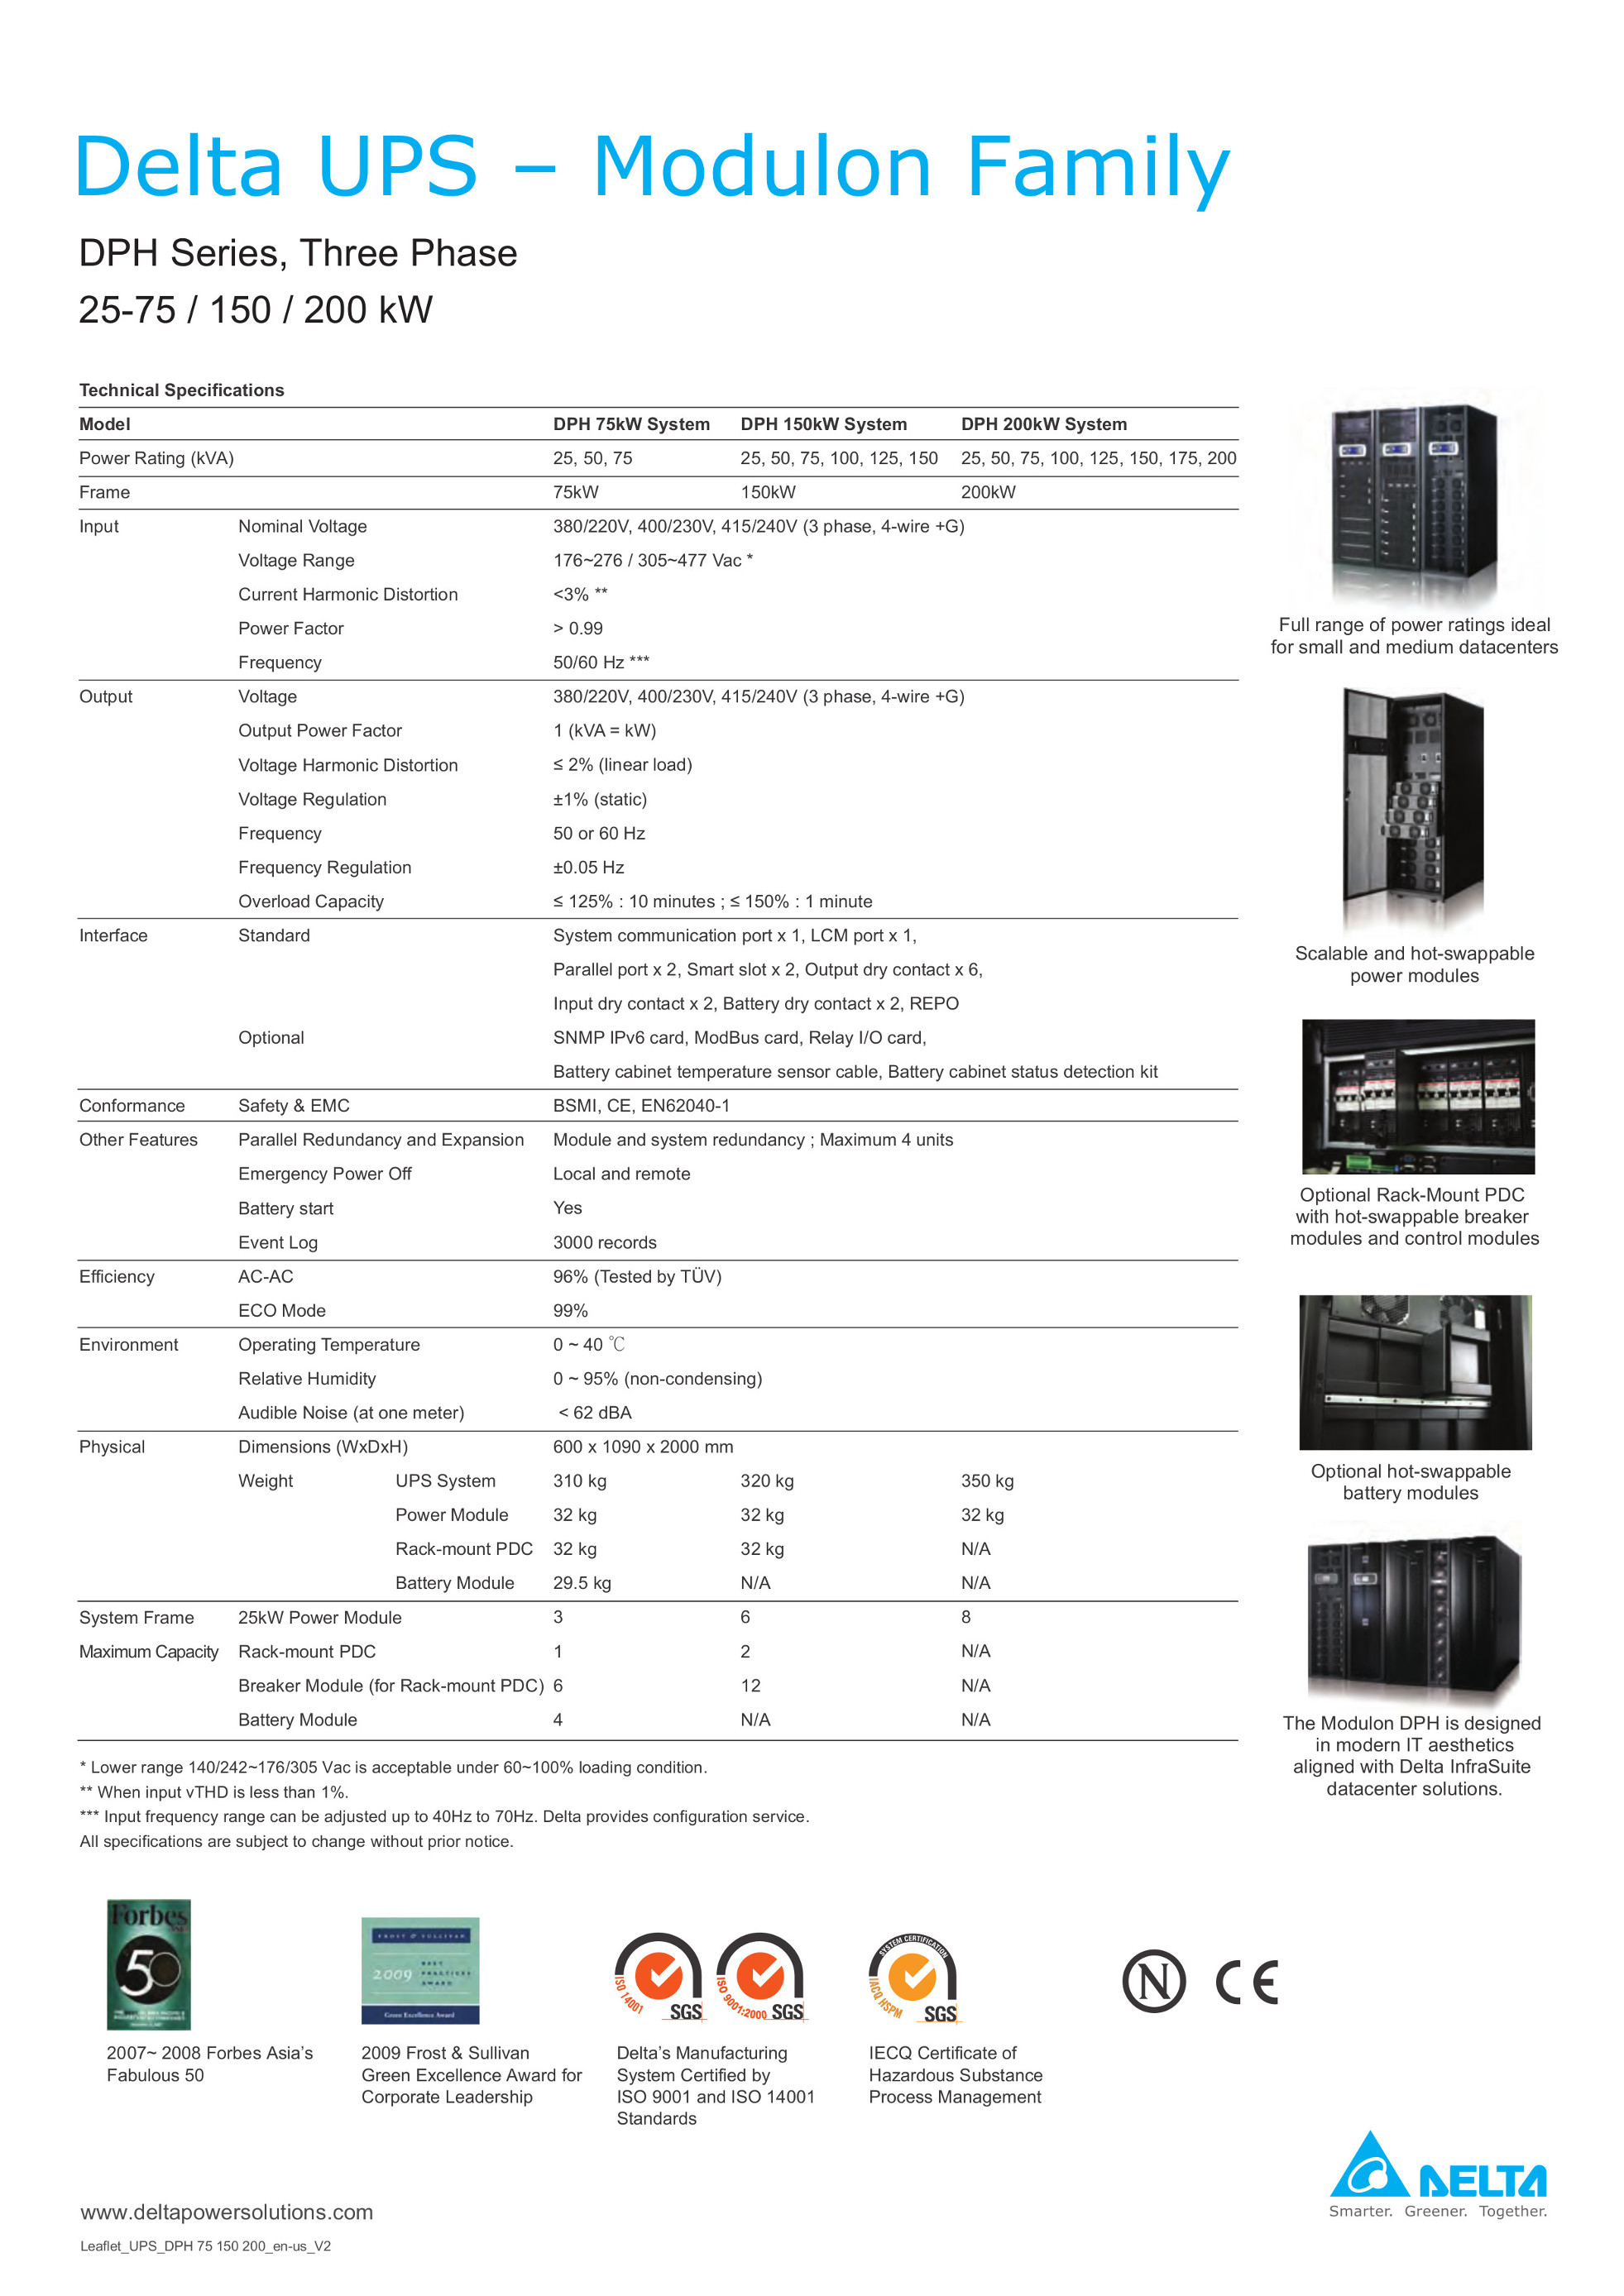 Delta UPS – Modulon Family
DPH Series, Three Phase
25-75 / 150 / 200 kW
Technical Specifications
Model DPH 75kW System DPH 150kW System DPH 200kW System
Power Rating (kVA) 25, 50, 75 25, 50, 75, 100, 125, 150 25, 50, 75, 100, 125, 150, 175, 200
Frame 75kW 150kW 200kW
Input Nominal Voltage 380/220V, 400/230V, 415/240V (3 phase, 4-wire +G)
Voltage Range 176~276 / 305~477 Vac *
Current Harmonic Distortion <3% **
Power Factor > 0.99
Frequency 50/60 Hz ***
Output Voltage 380/220V, 400/230V, 415/240V (3 phase, 4-wire +G)
Output Power Factor 1 (kVA = kW)
Voltage Harmonic Distortion ≤ 2% (linear load)
Voltage Regulation ±1% (static)
Frequency 50 or 60 Hz
Frequency Regulation ±0.05 Hz
Overload Capacity ≤ 125% : 10 minutes ; ≤ 150% : 1 minute
Interface Standard System communication port x 1, LCM port x 1,
Parallel port x 2, Smart slot x 2, Output dry contact x 6,
Input dry contact x 2, Battery dry contact x 2, REPO
Optional SNMP IPv6 card, ModBus card, Relay I/O card,
Battery cabinet temperature sensor cable, Battery cabinet status detection kit
Conformance Safety & EMC BSMI, CE, EN62040-1
Other Features Parallel Redundancy and Expansion Module and system redundancy ; Maximum 4 units
Emergency Power Off Local and remote
Battery start Yes
Event Log 3000 records
Efficiency AC-AC 96% (Tested by TÜV)
ECO Mode 99%
Environment Operating Temperature 0 ~ 40 ℃
Relative Humidity 0 ~ 95% (non-condensing)
Audible Noise (at one meter) < 62 dBA
Physical Dimensions (WxDxH) 600 x 1090 x 2000 mm
Weight UPS System 310 kg 320 kg 350 kg
Power Module 32 kg 32 kg 32 kg
Rack-mount PDC 32 kg 32 kg N/A
Battery Module 29.5 kg N/A N/A
System Frame 25kW Power Module 3 6 8
Maximum Capacity Rack-mount PDC 1 2 N/A
Breaker Module (for Rack-mount PDC) 6 12 N/A
Battery Module 4 N/A N/A
* Lower range 140/242~176/305 Vac is acceptable under 60~100% loading condition.
** When input vTHD is less than 1%.
*** Input frequency range can be adjusted up to 40Hz to 70Hz. Delta provides configuration service.
All specifications are subject to change without prior notice.
Full range of power ratings ideal
for small and medium datacenters
Scalable and hot-swappable
power modules
Optional Rack-Mount PDC
with hot-swappable breaker
modules and control modules
Optional hot-swappable
battery modules
The Modulon DPH is designed
in modern IT aesthetics
aligned with Delta InfraSuite
datacenter solutions.
Forbes
50
2007~ 2008 Forbes Asia's
Fabulous 50
FROST & SULLIVAN
2009 BEST
PRACTICES
AWARD
Green Excellence Award
2009 Frost & Sullivan
Green Excellence Award for
Corporate Leadership
ISO 14001 SGS
ISO 9001:2000 SGS
Delta's Manufacturing
System Certified by
ISO 9001 and ISO 14001
Standards
SYSTEM CERTIFICATION
IACQ HSPM SGS
IECQ Certificate of
Hazardous Substance
Process Management
N CE
DELTA
Smarter. Greener. Together.
www.deltapowersolutions.com
Leaflet_UPS_DPH 75 150 200_en-us_V2